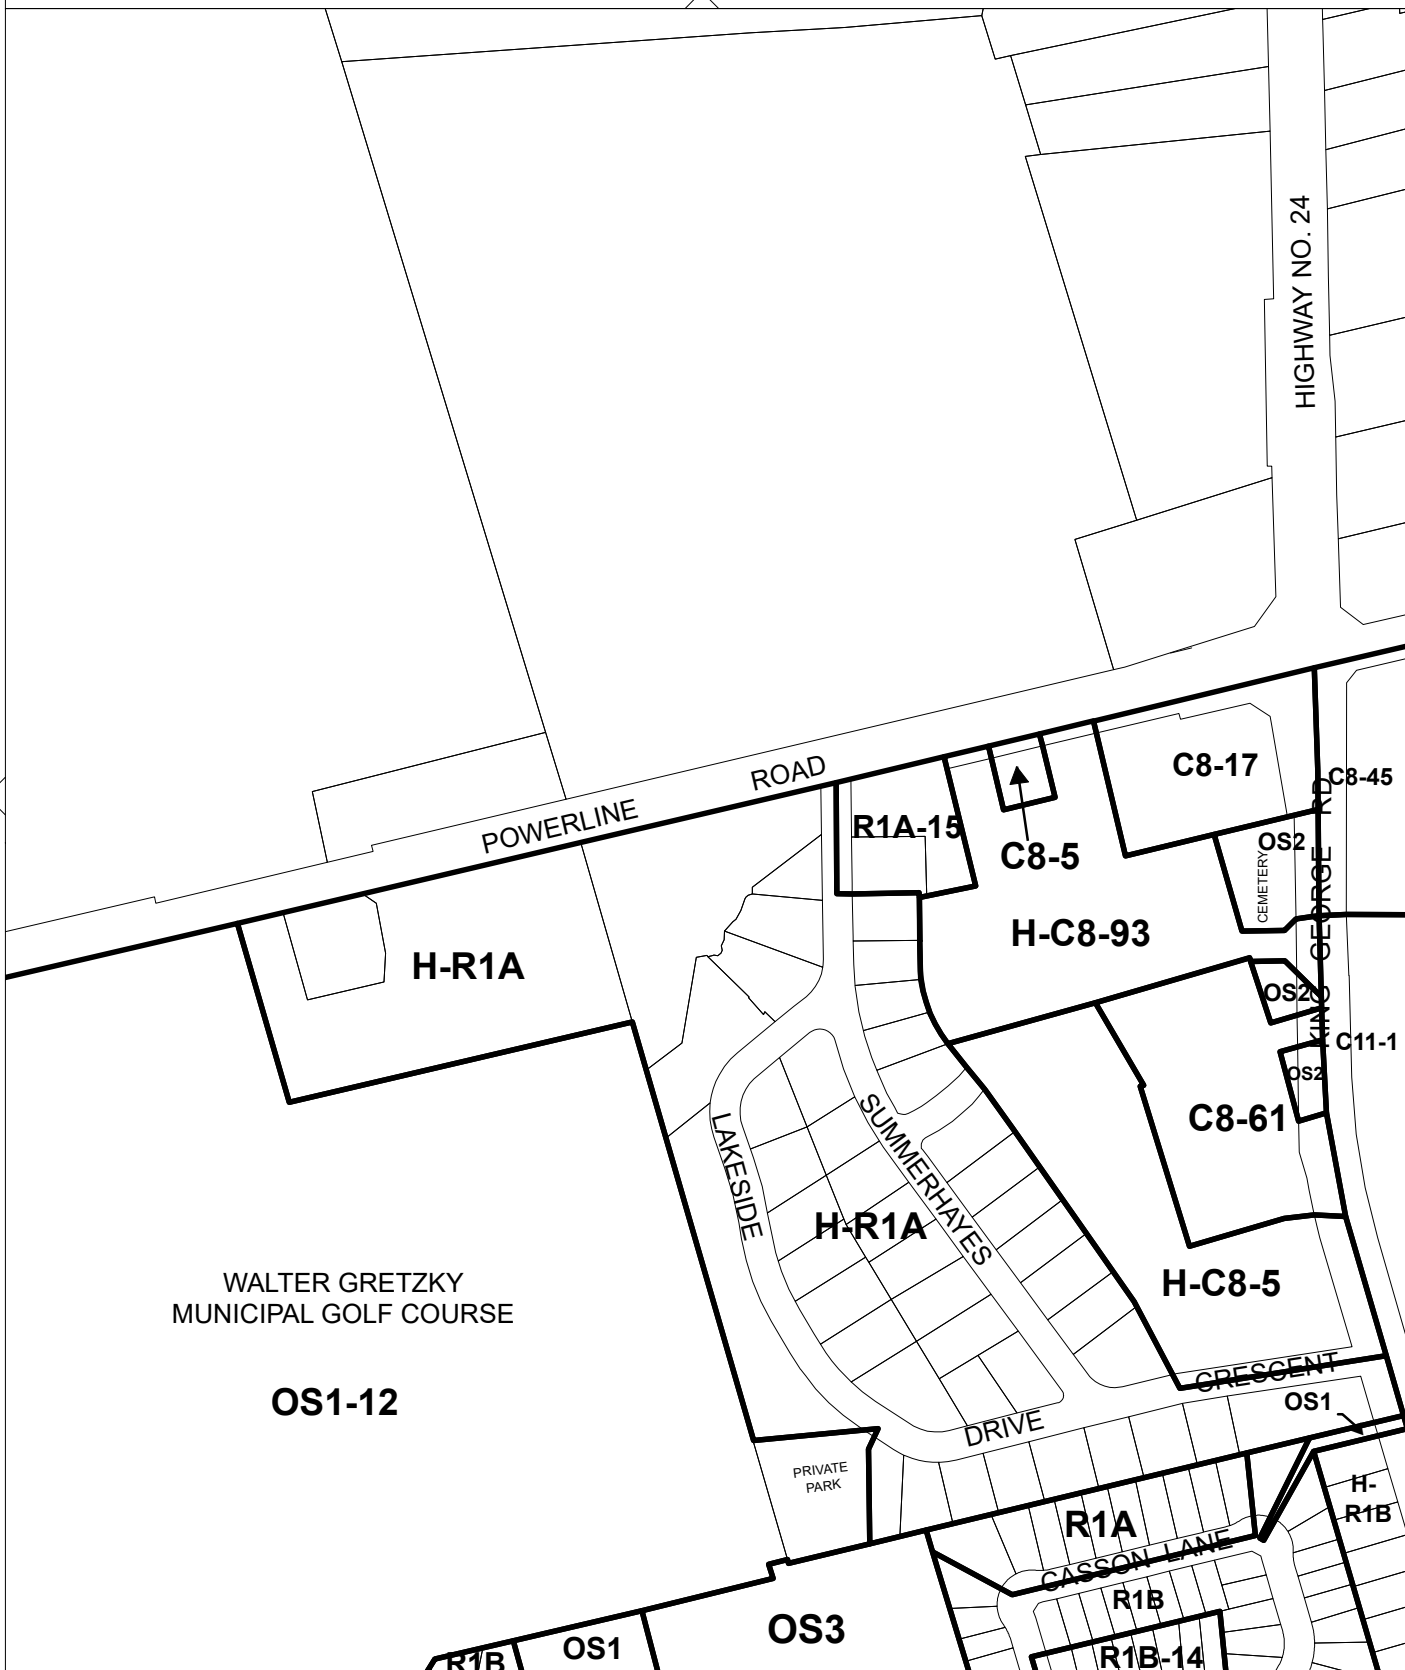 HIGHWAY NO. 24
POWERLINE
ROAD
C8-17
C8-45
R1A-15
C8-5
OS2
CEMETERY
KING GEORGE RD
H-C8-93
H-R1A
OS2
C11-1
OS2
C8-61
LAKESIDE
SUMMERHAYES
H-R1A
H-C8-5
WALTER GRETZKY
MUNICIPAL GOLF COURSE
OS1-12
CRESCENT
OS1
DRIVE
PRIVATE
PARK
H-
R1B
R1A
CASSON LANE
R1B
OS3
OS1
R1B
R1B-14